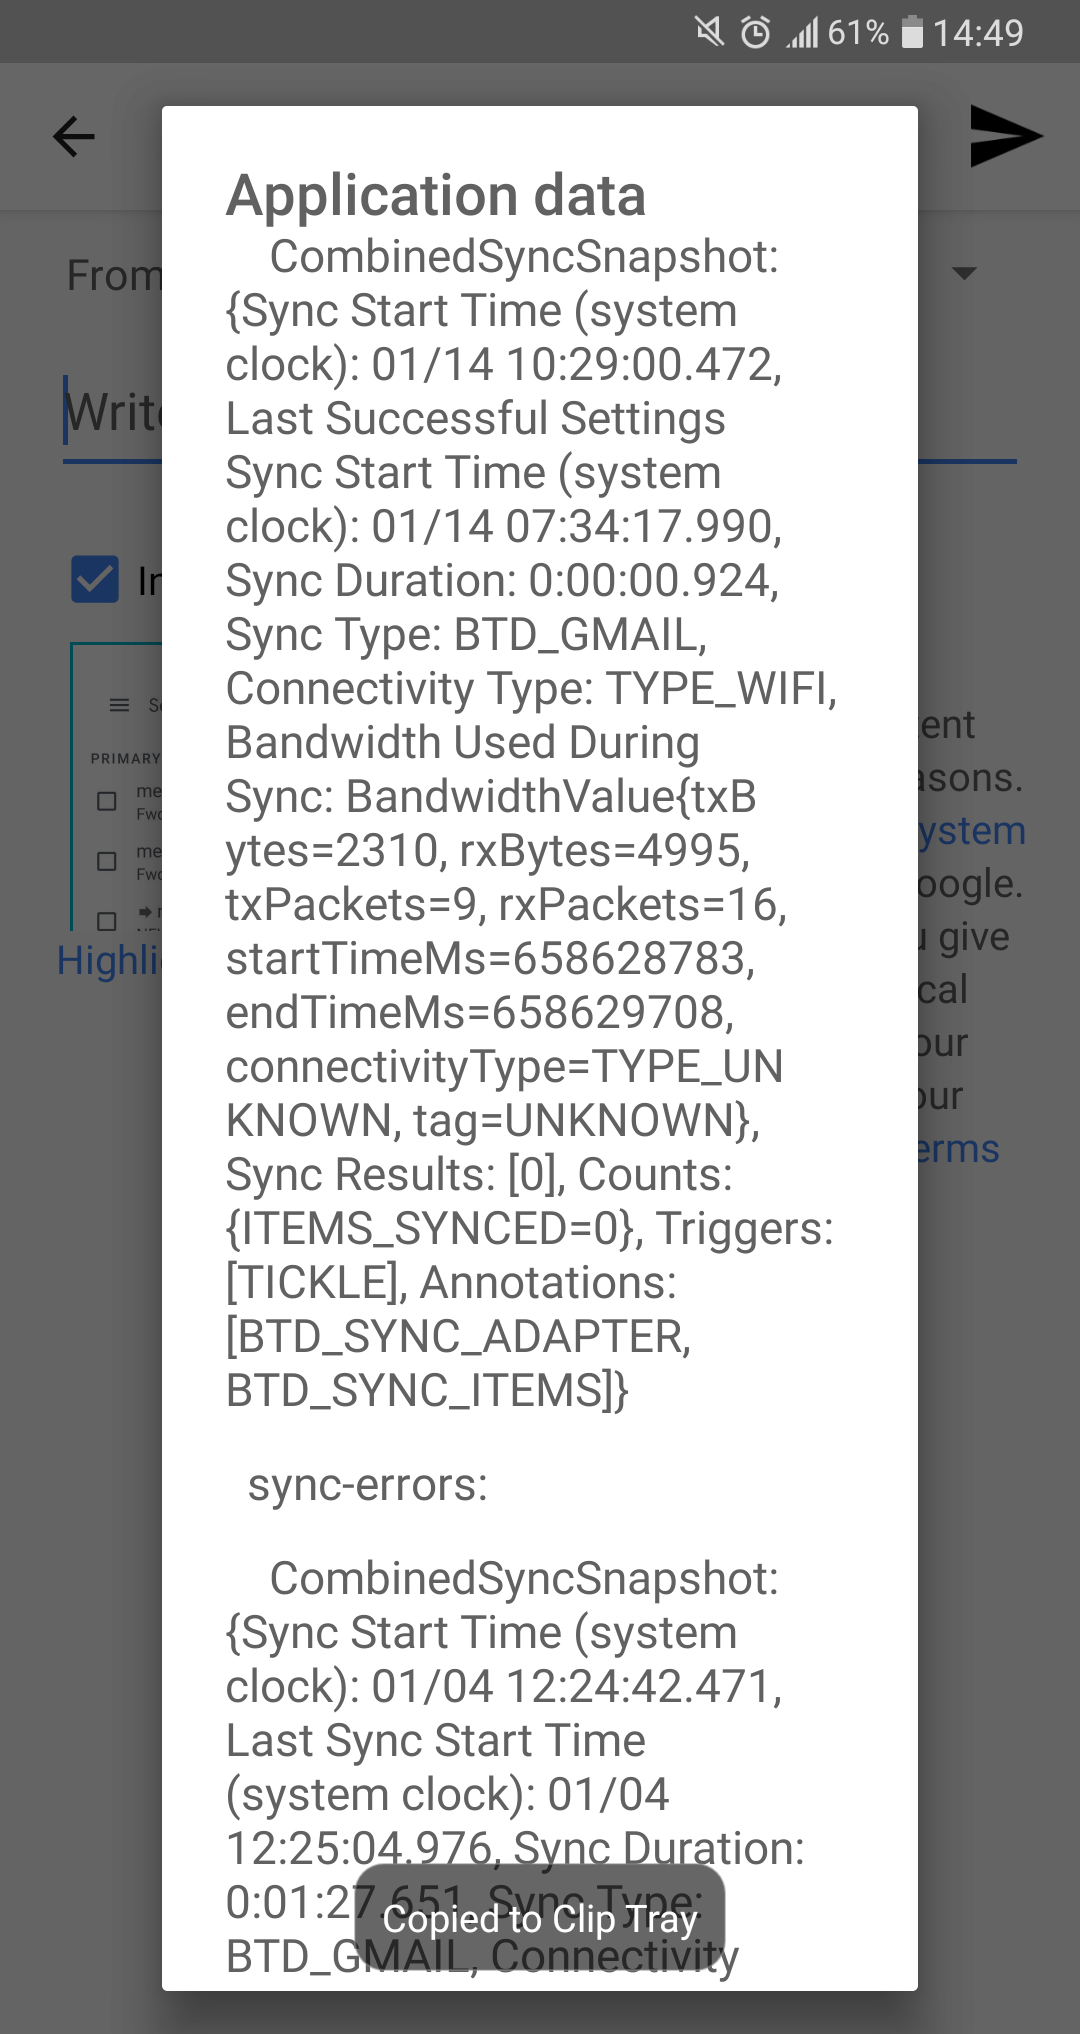 61% 14:49
Application data
CombinedSyncSnapshot:
{Sync Start Time (system
clock): 01/14 10:29:00.472,
Last Successful Settings
Sync Start Time (system
clock): 01/14 07:34:17.990,
Sync Duration: 0:00:00.924,
Sync Type: BTD_GMAIL,
Connectivity Type: TYPE_WIFI,
Bandwidth Used During
Sync: BandwidthValue{txB
ytes=2310, rxBytes=4995,
txPackets=9, rxPackets=16,
startTimeMs=658628783,
endTimeMs=658629708,
connectivityType=TYPE_UN
KNOWN, tag=UNKNOWN},
Sync Results: [0], Counts:
{ITEMS_SYNCED=0}, Triggers:
[TICKLE], Annotations:
[BTD_SYNC_ADAPTER,
BTD_SYNC_ITEMS]}
sync-errors:
CombinedSyncSnapshot:
{Sync Start Time (system
clock): 01/04 12:24:42.471,
Last Sync Start Time
(system clock): 01/04
12:25:04.976, Sync Duration:
0:01:27.651, Sync Type:
BTD_GMAIL, Connectivity
Copied to Clip Tray
From
Writ
PRIMARY
me
me
Highli
ent
asons.
ystem
oogle.
give
cal
our
our
erms